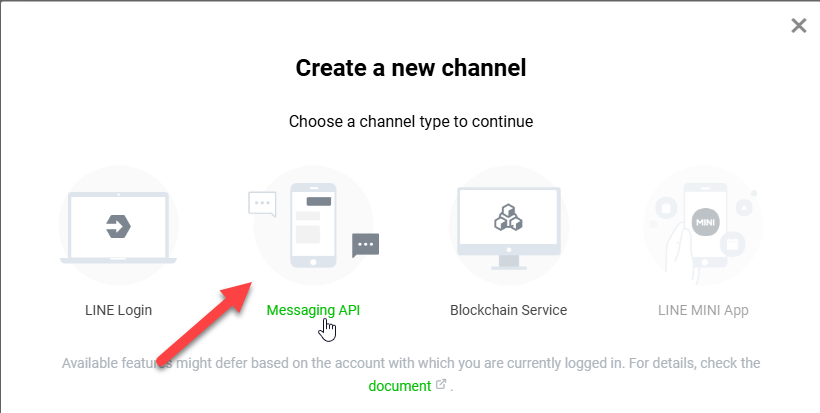 Create a new channel
Choose a channel type to continue
MINI
LINE Login
Messaging API
Blockchain Service
LINE MINI App
Available features might defer based on the account with which you are currently logged in. For details, check the
document .